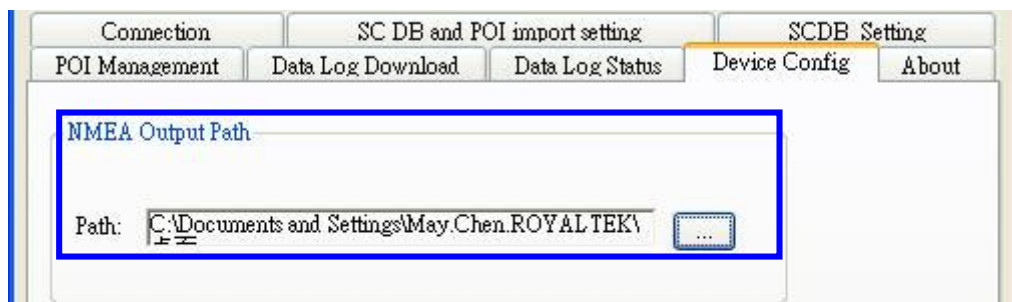 Connection SC DB and POI import setting SCDB Setting
POI Management Data Log Download Data Log Status Device Config About
NMEA Output Path
Path: C:\Documents and Settings\May.Chen.ROYALTEK\ ...